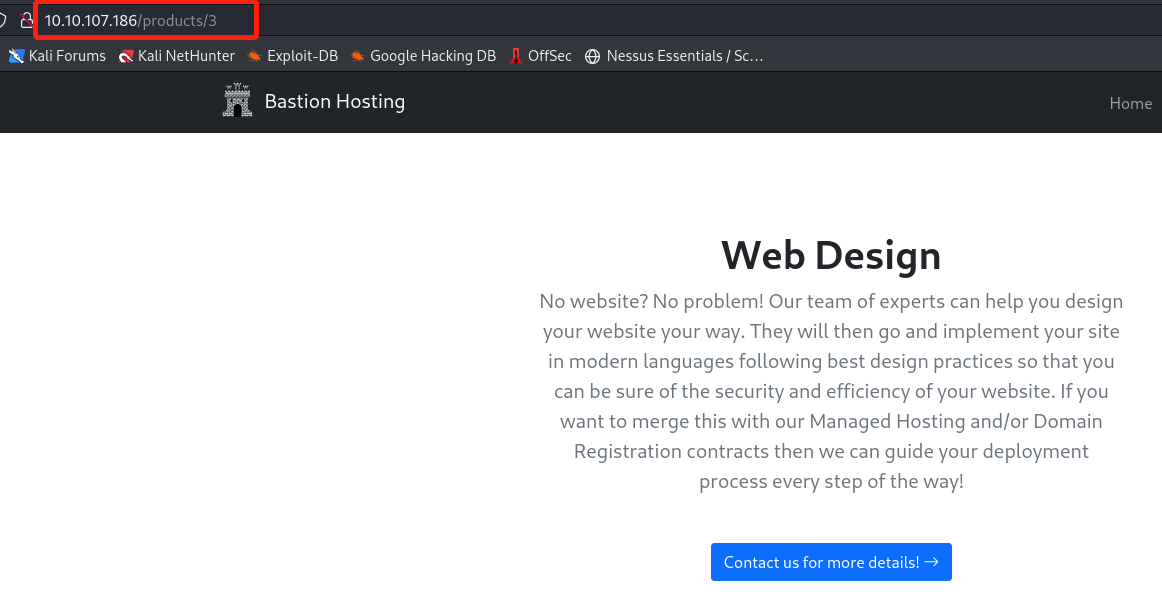 10.10.107.186/products/3
Kali Forums Kali NetHunter Exploit-DB Google Hacking DB OffSec Nessus Essentials / Sc...
Bastion Hosting Home
Web Design
No website? No problem! Our team of experts can help you design
your website your way. They will then go and implement your site
in modern languages following best design practices so that you
can be sure of the security and efficiency of your website. If you
want to merge this with our Managed Hosting and/or Domain
Registration contracts then we can guide your deployment
process every step of the way!
Contact us for more details! →